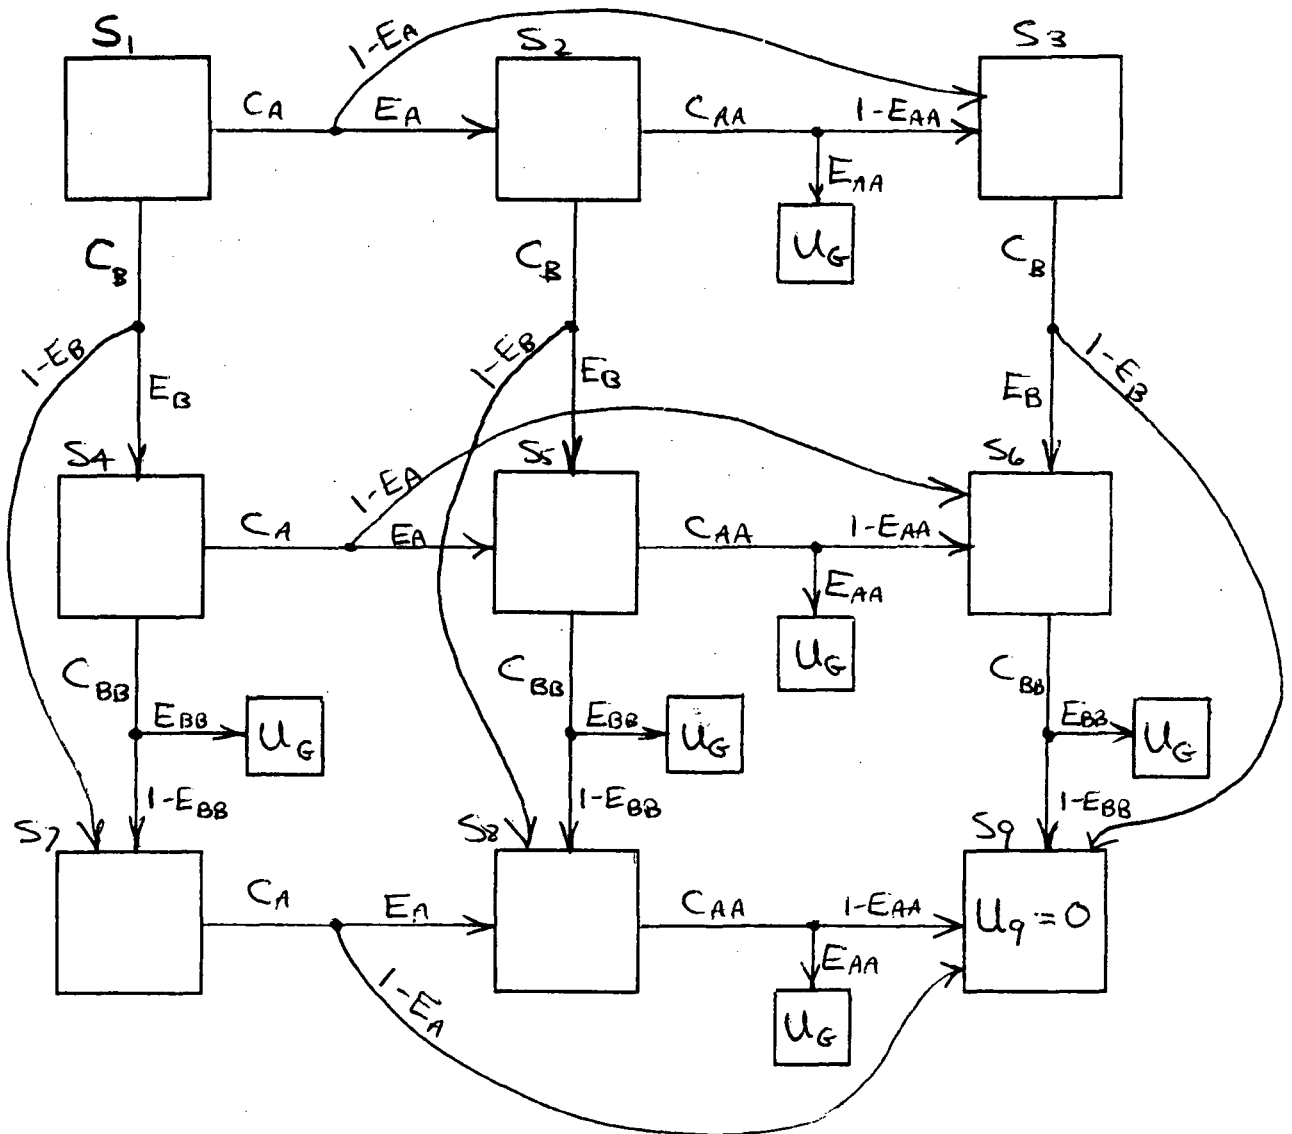 S1
S2
S3
1-EA
CA
EA
CAA
1-EAA
EAA
UG
CB
CB
CB
1-EB
EB
1-EB
EB
EB
1-EB
S4
S5
S6
1-EA
CA
EA
CAA
1-EAA
EAA
UG
CBB
EBB
UG
1-EBB
CBB
EBB
UG
1-EBB
CBB
EBB
UG
1-EBB
S7
S8
S9
CA
EA
1-EA
CAA
1-EAA
EAA
UG
U9=0